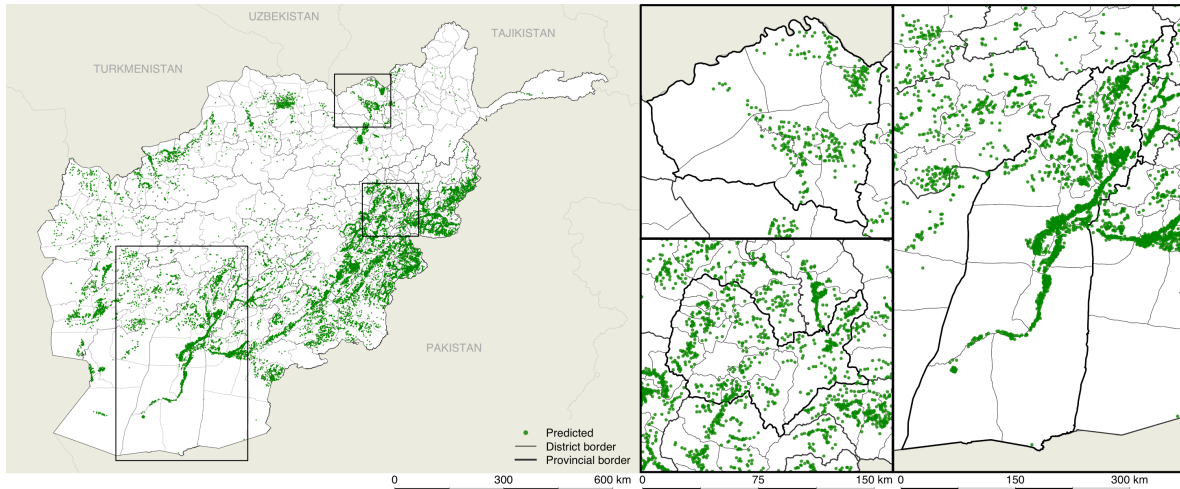 UZBEKISTAN
TAJIKISTAN
TURKMENISTAN
PAKISTAN
Predicted
District border
Provincial border
0 300 600 km
0 75 150 km
0 150 300 km